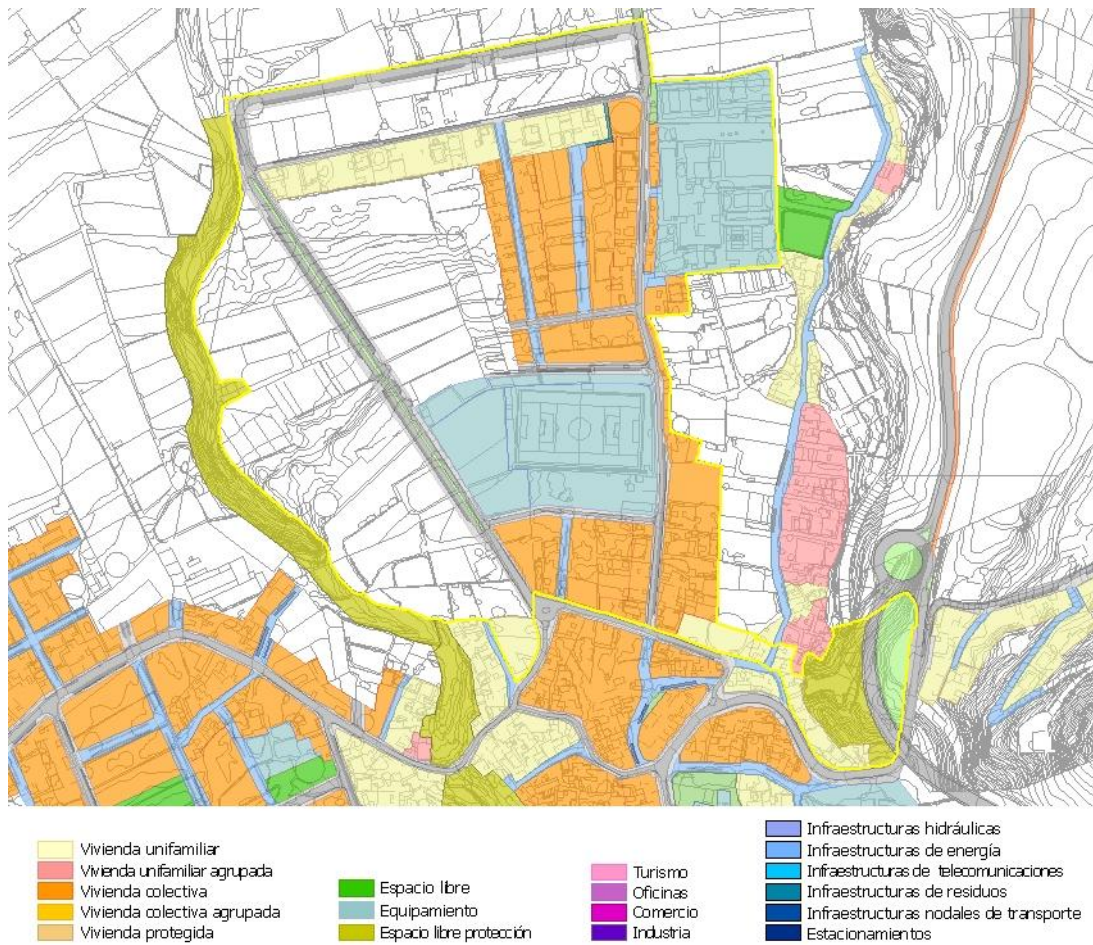 Vivienda unifamiliar
Vivienda unifamiliar agrupada
Vivienda colectiva
Vivienda colectiva agrupada
Vivienda protegida
Espacio libre
Equipamiento
Espacio libre protección
Turismo
Oficinas
Comercio
Industria
Infraestructuras hidráulicas
Infraestructuras de energía
Infraestructuras de telecomunicaciones
Infraestructuras de residuos
Infraestructuras nodales de transporte
Estacionamientos